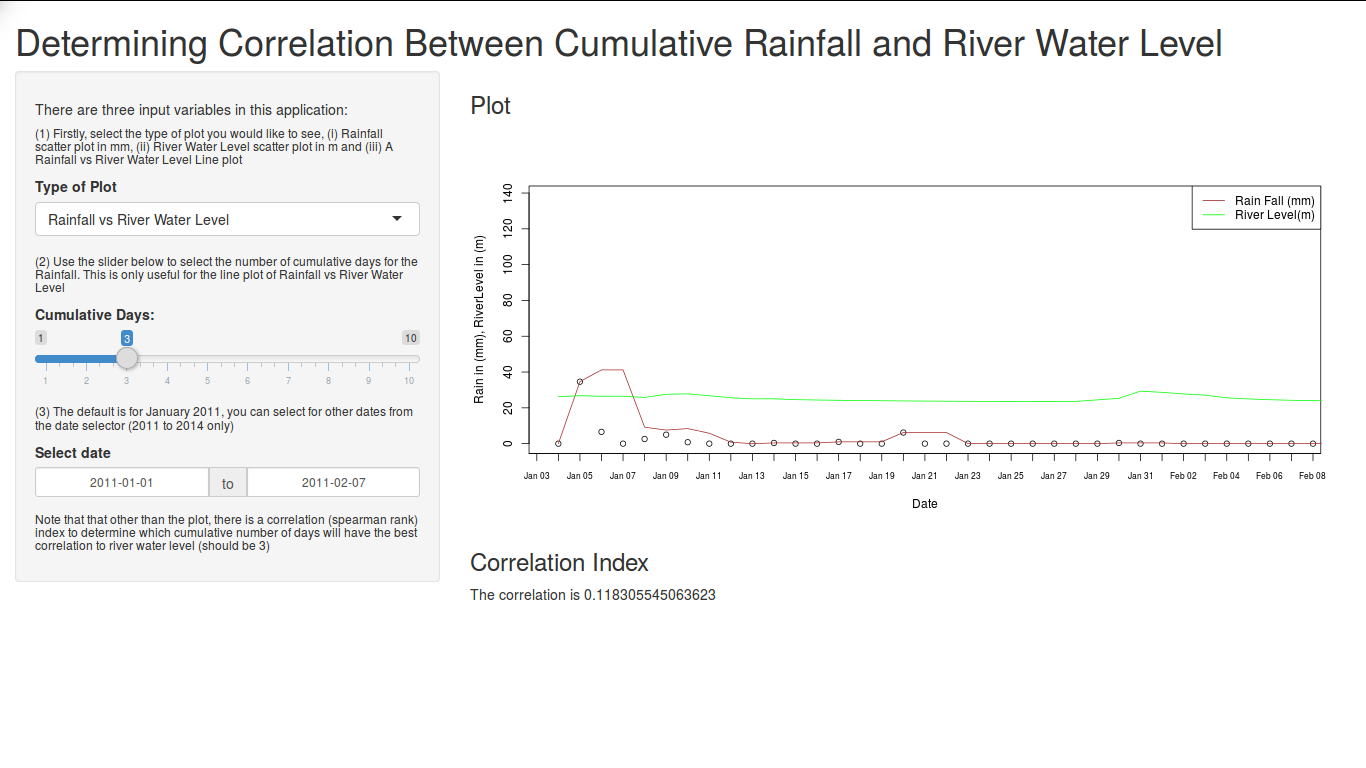 Determining Correlation Between Cumulative Rainfall and River Water Level
There are three input variables in this application:
(1) Firstly, select the type of plot you would like to see, (i) Rainfall
scatter plot in mm, (ii) River Water Level scatter plot in m and (iii) A
Rainfall vs River Water Level Line plot
Type of Plot
Rainfall vs River Water Level
(2) Use the slider below to select the number of cumulative days for the
Rainfall. This is only useful for the line plot of Rainfall vs River Water
Level
Cumulative Days:
1 3 10
1 2 3 4 5 6 7 8 9 10
(3) The default is for January 2011, you can select for other dates from
the date selector (2011 to 2014 only)
Select date
2011-01-01 to 2011-02-07
Note that that other than the plot, there is a correlation (spearman rank)
index to determine which cumulative number of days will have the best
correlation to river water level (should be 3)
Plot
Rain in (mm), RiverLevel in (m)
140
120
100
80
60
40
20
0
Rain Fall (mm)
River Level(m)
Jan 03 Jan 05 Jan 07 Jan 09 Jan 11 Jan 13 Jan 15 Jan 17 Jan 19 Jan 21 Jan 23 Jan 25 Jan 27 Jan 29 Jan 31 Feb 02 Feb 04 Feb 06 Feb 08
Date
Correlation Index
The correlation is 0.118305545063623